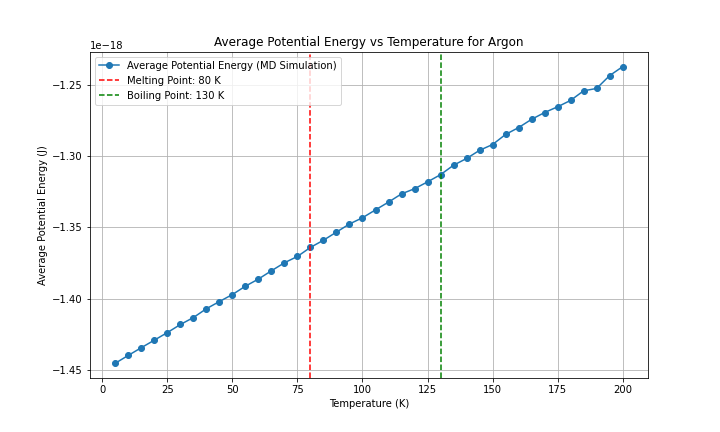 Average Potential Energy vs Temperature for Argon
1e−18
Average Potential Energy (MD Simulation)
Melting Point: 80 K
Boiling Point: 130 K
−1.25
−1.30
−1.35
−1.40
−1.45
Average Potential Energy (J)
0 25 50 75 100 125 150 175 200
Temperature (K)